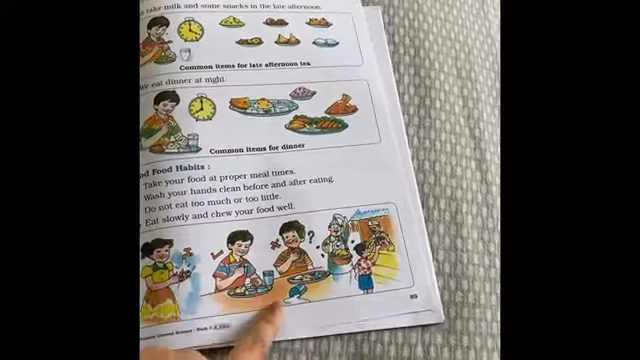 take milk and some snacks in the late afternoon.
Common items for late afternoon tea
We eat dinner at night.
Common items for dinner
Food Habits :
Take your food at proper meal times.
Wash your hands clean before and after eating.
Do not eat too much or too little.
Eat slowly and chew your food well.
?
89
General Science - Book